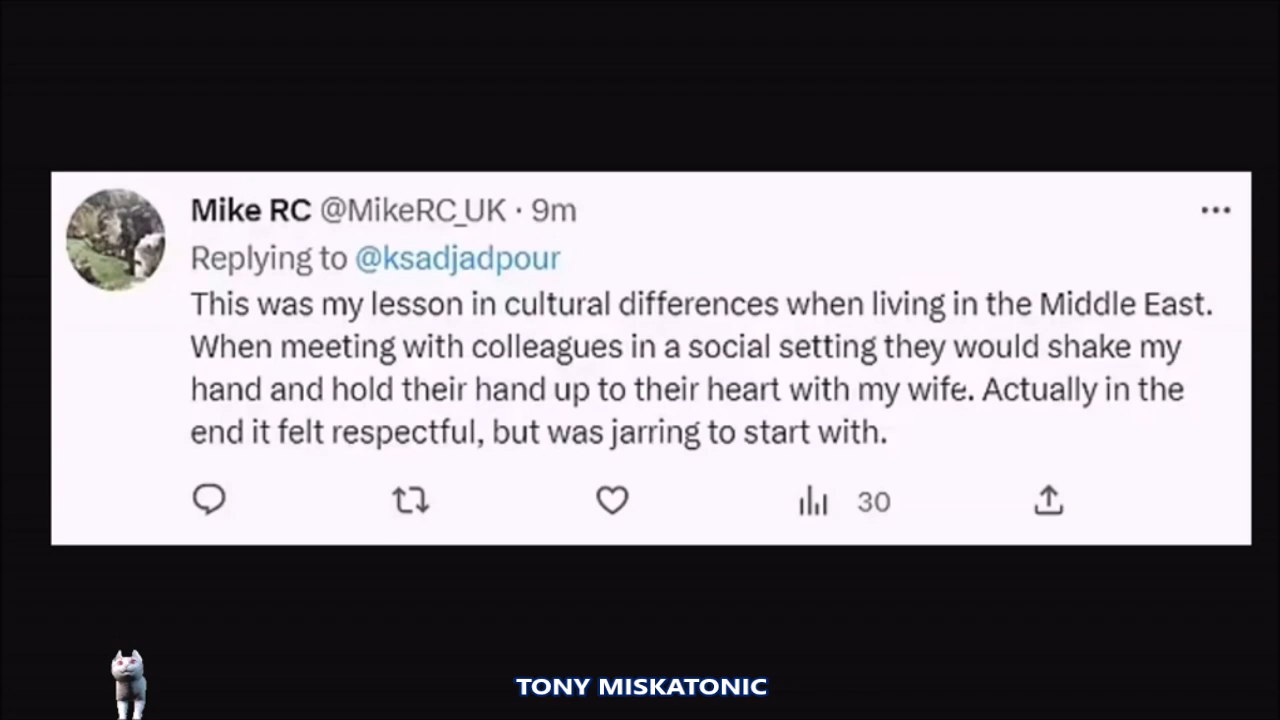 Mike RC @MikeRC_UK · 9m
Replying to @ksadjadpour
This was my lesson in cultural differences when living in the Middle East.
When meeting with colleagues in a social setting they would shake my
hand and hold their hand up to their heart with my wife. Actually in the
end it felt respectful, but was jarring to start with.
30
TONY MISKATONIC